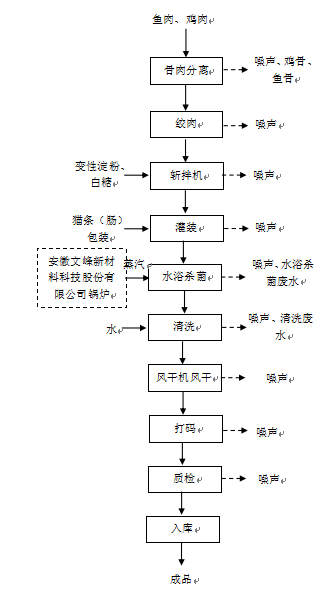 鱼肉、鸡肉
骨肉分离
噪声、鸡骨、
鱼骨
绞肉
噪声
变性淀粉、
白糖
斩拌机
噪声
猫条（肠）
包装
灌装
噪声
安徽文峰新材
料科技股份有
限公司锅炉
蒸汽
水浴杀菌
噪声、水浴杀
菌废水
水
清洗
噪声、清洗废
水
风干机风干
噪声
打码
噪声
质检
噪声
入库
成品